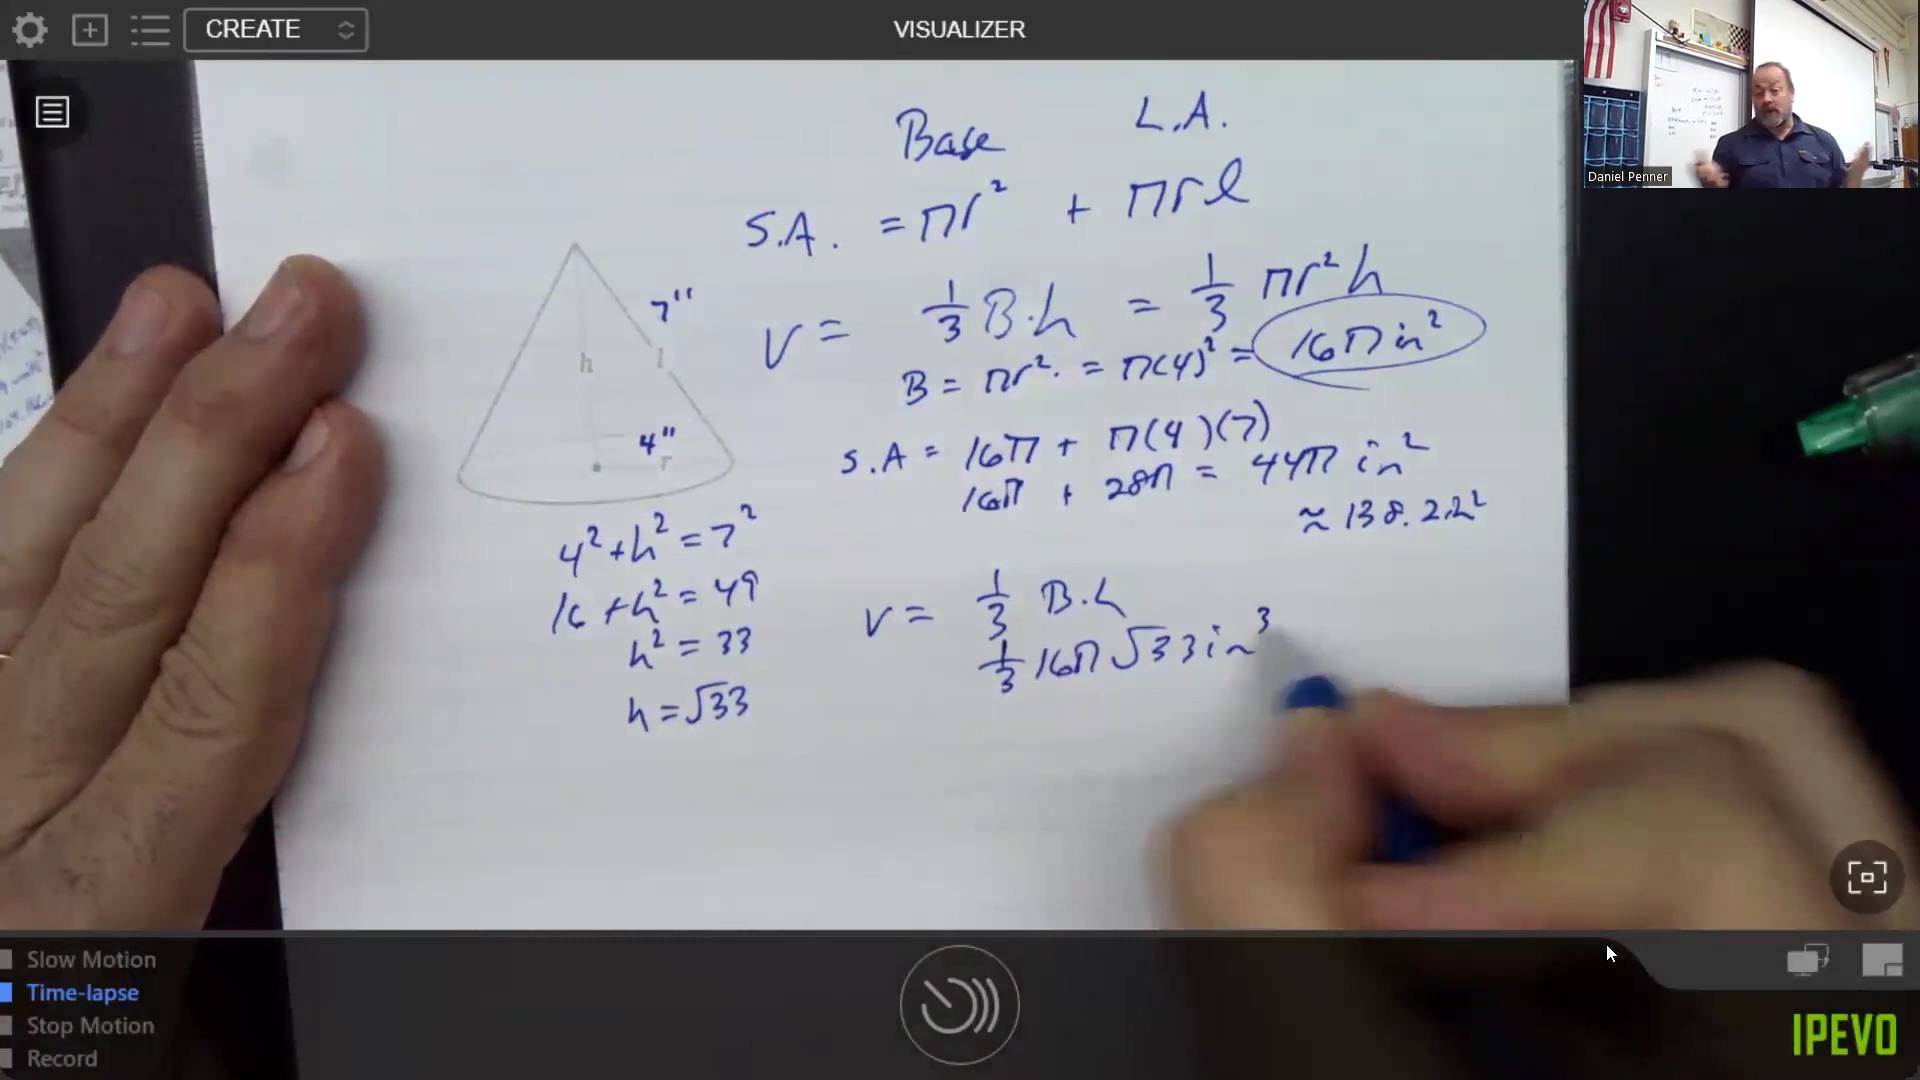 CREATE
VISUALIZER
Daniel Penner
Base L.A.
S.A. = πr² + πrl
V = 1/3 B·h = 1/3 πr²h
B = πr². = π(4)² = 16π in²
S.A = 16π + π(4)(7)
16π + 28π = 44π in²
≈ 138.2 in²
7"
h
l
4"
r
4² + h² = 7²
16 + h² = 49
h² = 33
h = √33
V = 1/3 B·h
1/3 16π √33 in³
Slow Motion
Time-lapse
Stop Motion
Record
IPEVO